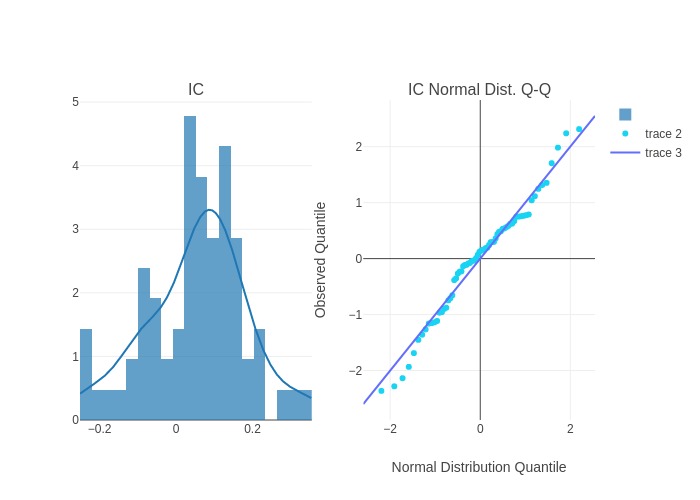 IC
IC Normal Dist. Q-Q
5
4
3
2
1
0
−0.2
0
0.2
Observed Quantile
2
1
0
−1
−2
−2
0
2
Normal Distribution Quantile
trace 2
trace 3